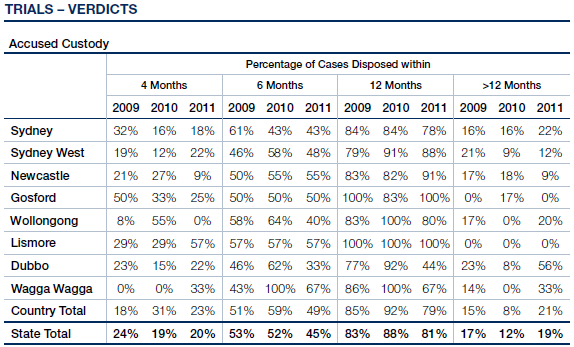 TRIALS – VERDICTS
Accused Custody
Percentage of Cases Disposed within
4 Months 6 Months 12 Months >12 Months
2009 2010 2011 2009 2010 2011 2009 2010 2011 2009 2010 2011
Sydney 32% 16% 18% 61% 43% 43% 84% 84% 78% 16% 16% 22%
Sydney West 19% 12% 22% 46% 58% 48% 79% 91% 88% 21% 9% 12%
Newcastle 21% 27% 9% 50% 55% 55% 83% 82% 91% 17% 18% 9%
Gosford 50% 33% 25% 50% 50% 50% 100% 83% 100% 0% 17% 0%
Wollongong 8% 55% 0% 58% 64% 40% 83% 100% 80% 17% 0% 20%
Lismore 29% 29% 57% 57% 57% 57% 100% 100% 100% 0% 0% 0%
Dubbo 23% 15% 22% 46% 62% 33% 77% 92% 44% 23% 8% 56%
Wagga Wagga 0% 0% 33% 43% 100% 67% 86% 100% 67% 14% 0% 33%
Country Total 18% 31% 23% 51% 59% 49% 85% 92% 79% 15% 8% 21%
State Total 24% 19% 20% 53% 52% 45% 83% 88% 81% 17% 12% 19%